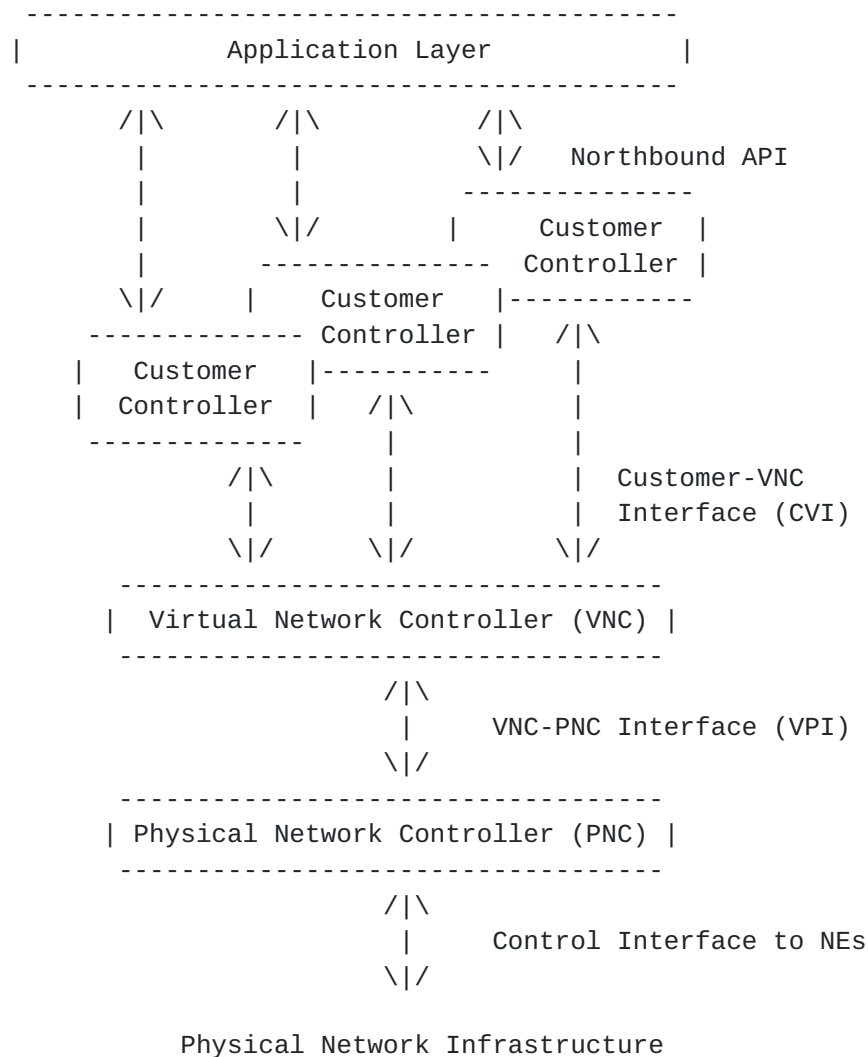 ------------------------------------------
| Application Layer |
------------------------------------------
/|\ /|\ /|\
| | \|/ Northbound API
| | ---------------
| \|/ | Customer |
| --------------- Controller |
\|/ | Customer |------------
-------------- Controller | /|\
| Customer |----------- |
| Controller | /|\ |
-------------- | |
/|\ | | Customer-VNC
| | | Interface (CVI)
\|/ \|/ \|/
-----------------------------------
| Virtual Network Controller (VNC) |
-----------------------------------
/|\
| VNC-PNC Interface (VPI)
\|/
-----------------------------------
| Physical Network Controller (PNC) |
-----------------------------------
/|\
| Control Interface to NEs
\|/
Physical Network Infrastructure